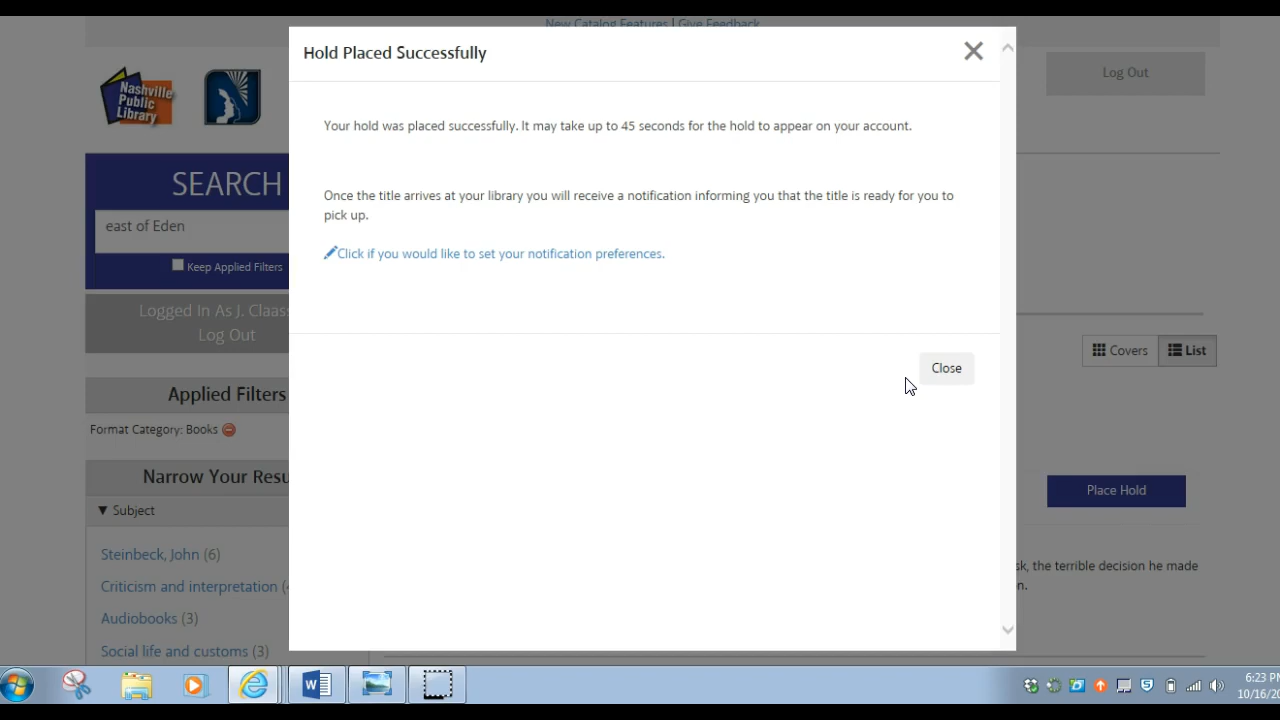 New Catalog Features | Give Feedback
Hold Placed Successfully
Log Out
Nashville
Public
Library
Your hold was placed successfully. It may take up to 45 seconds for the hold to appear on your account.
SEARCH
Once the title arrives at your library you will receive a notification informing you that the title is ready for you to
pick up.
east of Eden
Click if you would like to set your notification preferences.
Keep Applied Filters
Logged In As J. Claass
Log Out
Covers
List
Close
Applied Filters
Format Category: Books
Narrow Your Resu
Place Hold
▼ Subject
Steinbeck, John (6)
sk, the terrible decision he made
n.
Criticism and interpretation (
Audiobooks (3)
Social life and customs (3)
6:23 PM
10/16/20